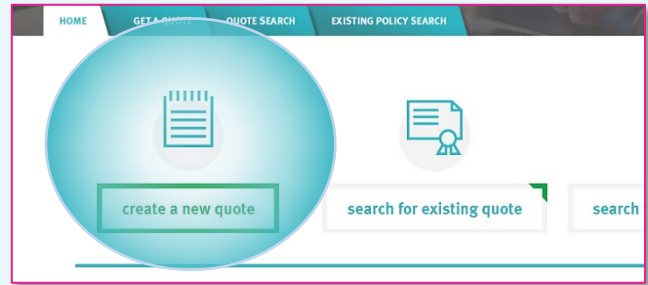 HOME GET A QUOTE QUOTE SEARCH EXISTING POLICY SEARCH
create a new quote search for existing quote search